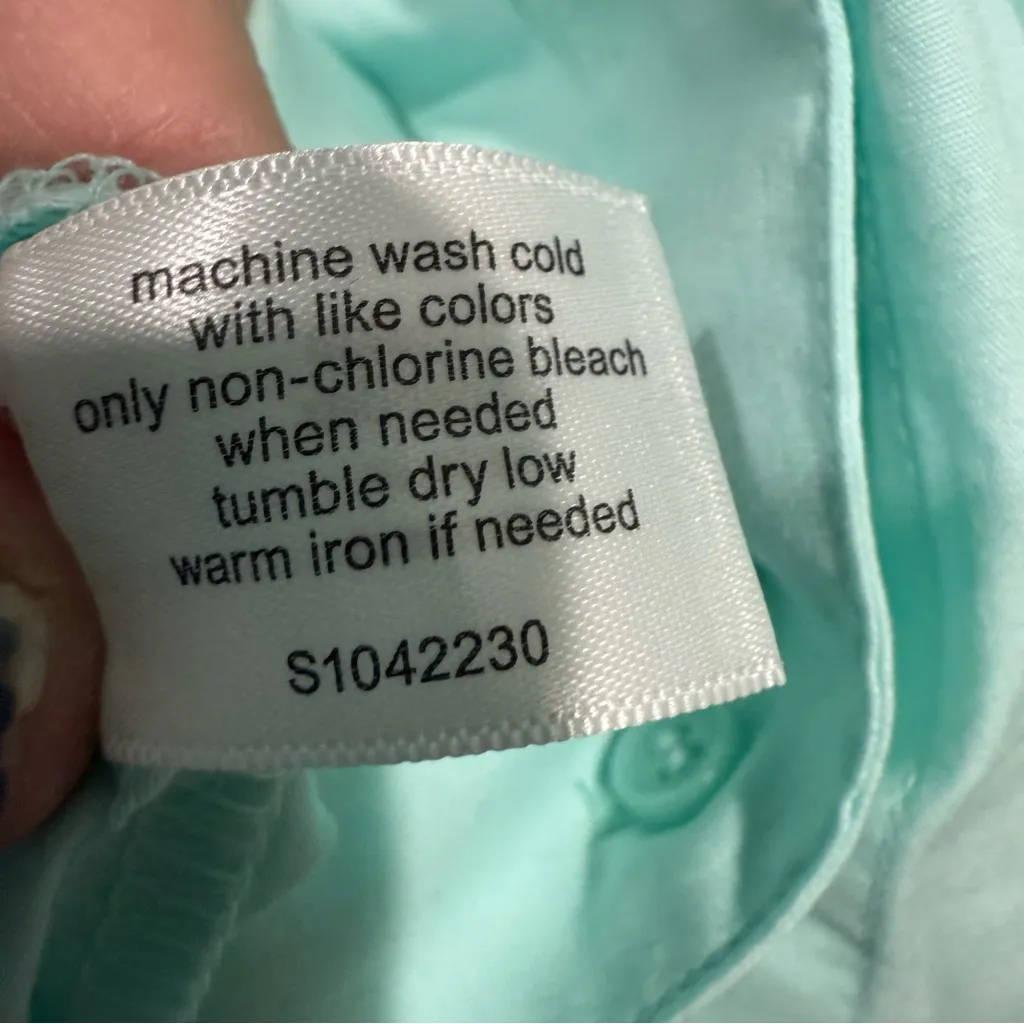 machine wash cold
with like colors
only non-chlorine bleach
when needed
tumble dry low
warm iron if needed
S1042230